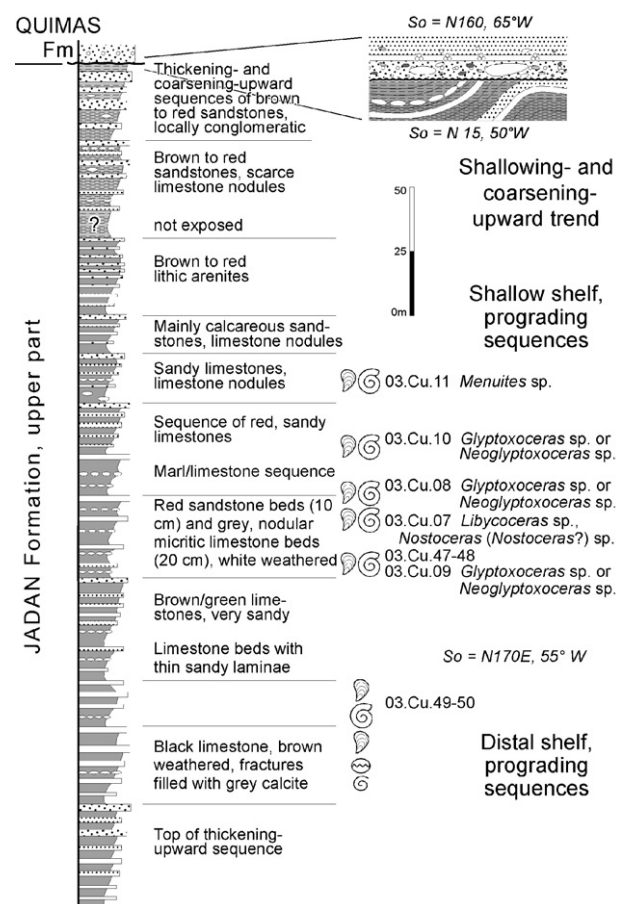 QUIMAS
Fm
So = N160, 65°W
Thickening- and
coarsening-upward
sequences of brown
to red sandstones,
locally conglomeratic
So = N 15, 50°W
Brown to red
sandstones, scarce
limestone nodules
Shallowing- and
coarsening-
upward trend
?
not exposed
50
25
0m
Brown to red
lithic arenites
Shallow shelf,
prograding
sequences
Mainly calcareous sand-
stones, limestone nodules
Sandy limestones,
limestone nodules
03.Cu.11 Menuites sp.
Sequence of red, sandy
limestones
03.Cu.10 Glyptoxoceras sp. or
Neoglyptoxoceras sp.
Marl/limestone sequence
03.Cu.08 Glyptoxoceras sp. or
Neoglyptoxoceras sp.
Red sandstone beds (10
cm) and grey, nodular
micritic limestone beds
(20 cm), white weathered
03.Cu.07 Libycoceras sp.,
Nostoceras (Nostoceras?) sp.
03.Cu.47-48
03.Cu.09 Glyptoxoceras sp. or
Neoglyptoxoceras sp.
Brown/green lime-
stones, very sandy
Limestone beds with
thin sandy laminae
So = N170E, 55° W
03.Cu.49-50
Black limestone, brown
weathered, fractures
filled with grey calcite
Distal shelf,
prograding
sequences
Top of thickening-
upward sequence
JADAN Formation, upper part